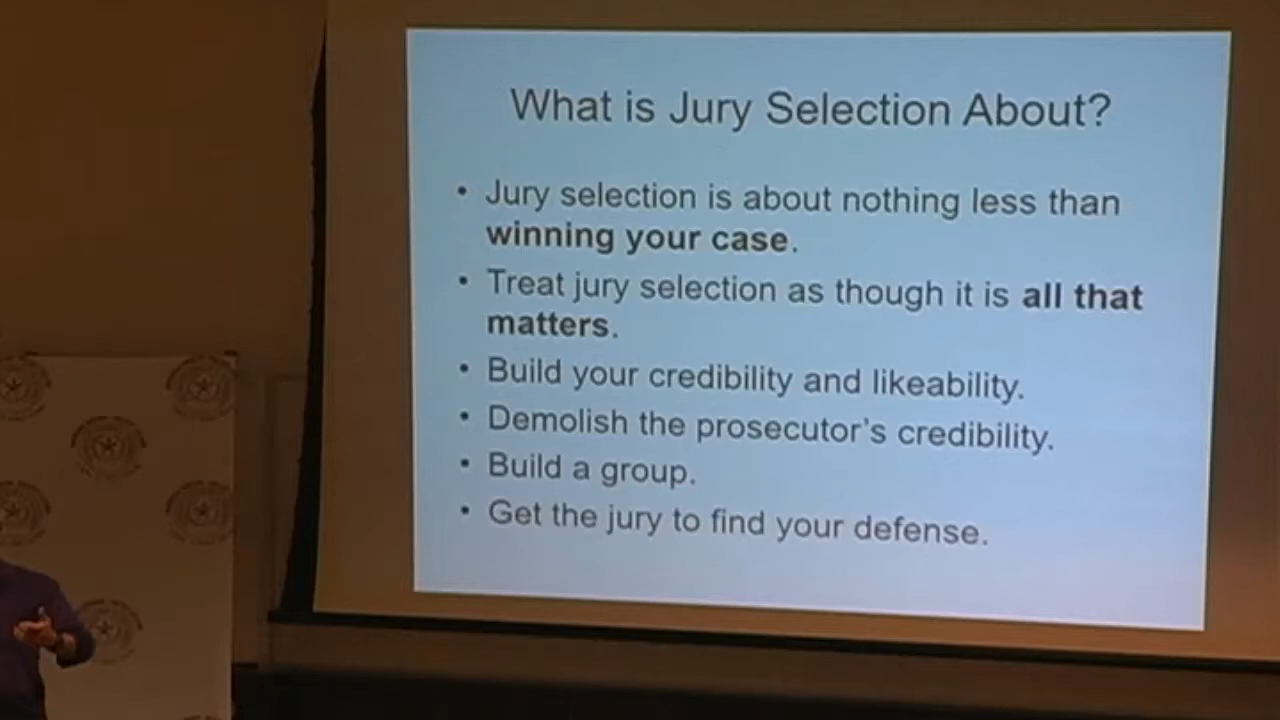 What is Jury Selection About?
• Jury selection is about nothing less than
winning your case.
• Treat jury selection as though it is all that
matters.
• Build your credibility and likeability.
• Demolish the prosecutor's credibility.
• Build a group.
• Get the jury to find your defense.